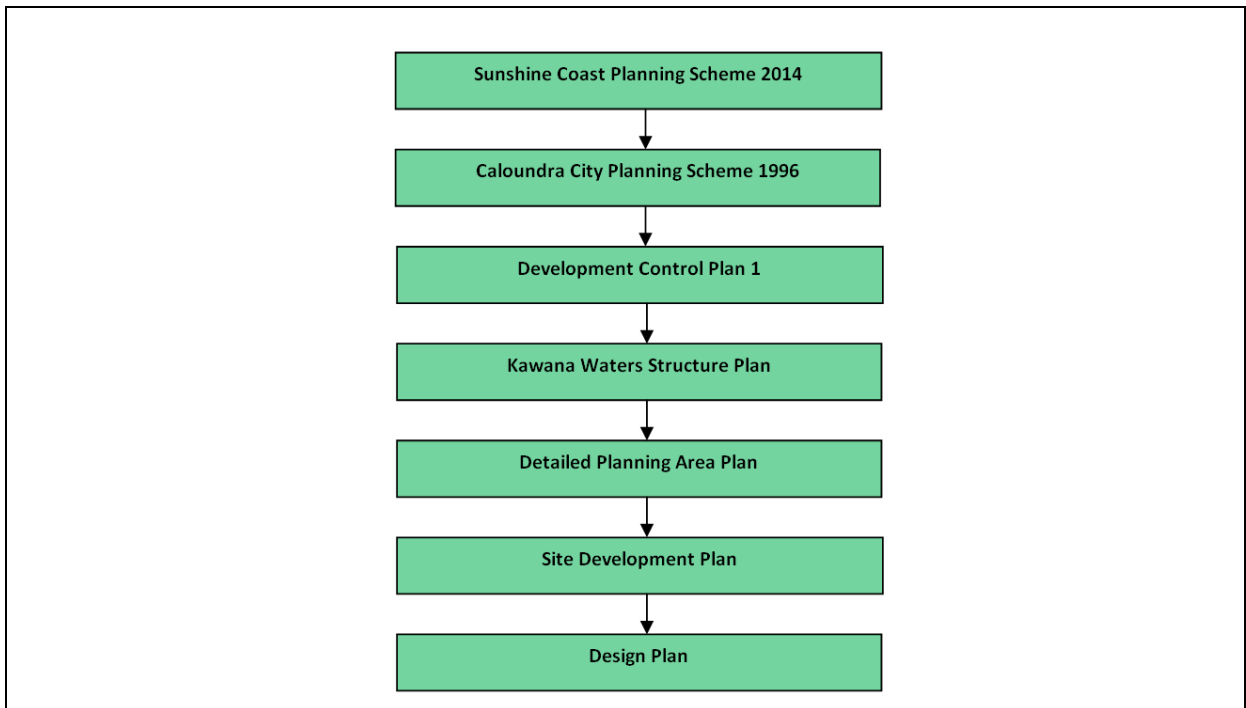 Sunshine Coast Planning Scheme 2014
Caloundra City Planning Scheme 1996
Development Control Plan 1
Kawana Waters Structure Plan
Detailed Planning Area Plan
Site Development Plan
Design Plan